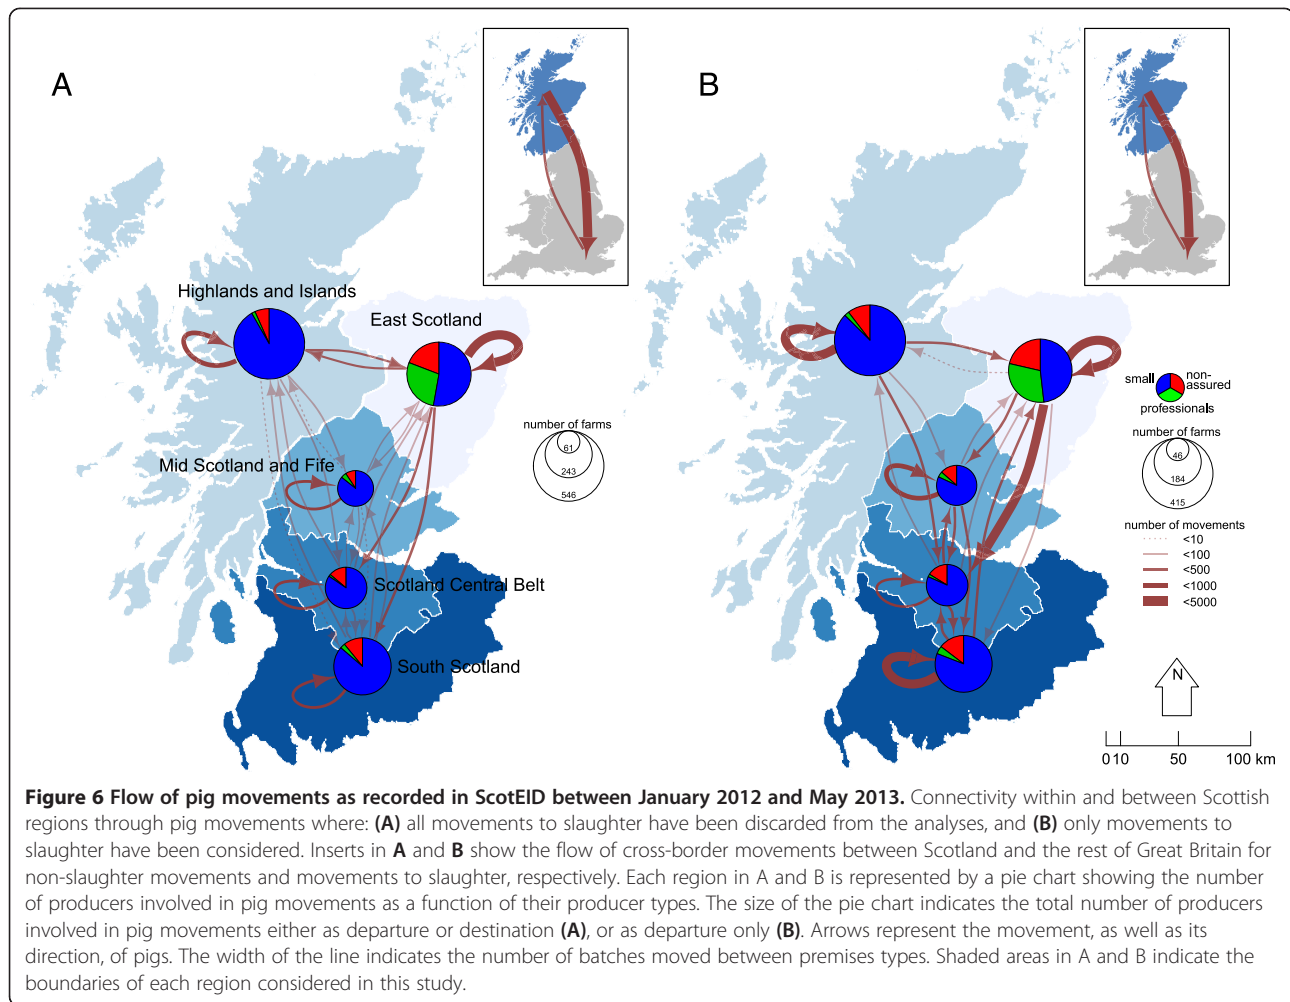 A
B
Highlands and Islands
East Scotland
Mid Scotland and Fife
Scotland Central Belt
South Scotland
number of farms
61
243
546
small
non-
assured
professionals
number of farms
46
184
415
number of movements
<10
<100
<500
<1000
<5000
N
0 10 50 100 km
Figure 6 Flow of pig movements as recorded in ScotEID between January 2012 and May 2013. Connectivity within and between Scottish
regions through pig movements where: (A) all movements to slaughter have been discarded from the analyses, and (B) only movements to
slaughter have been considered. Inserts in A and B show the flow of cross-border movements between Scotland and the rest of Great Britain for
non-slaughter movements and movements to slaughter, respectively. Each region in A and B is represented by a pie chart showing the number
of producers involved in pig movements as a function of their producer types. The size of the pie chart indicates the total number of producers
involved in pig movements either as departure or destination (A), or as departure only (B). Arrows represent the movement, as well as its
direction, of pigs. The width of the line indicates the number of batches moved between premises types. Shaded areas in A and B indicate the
boundaries of each region considered in this study.